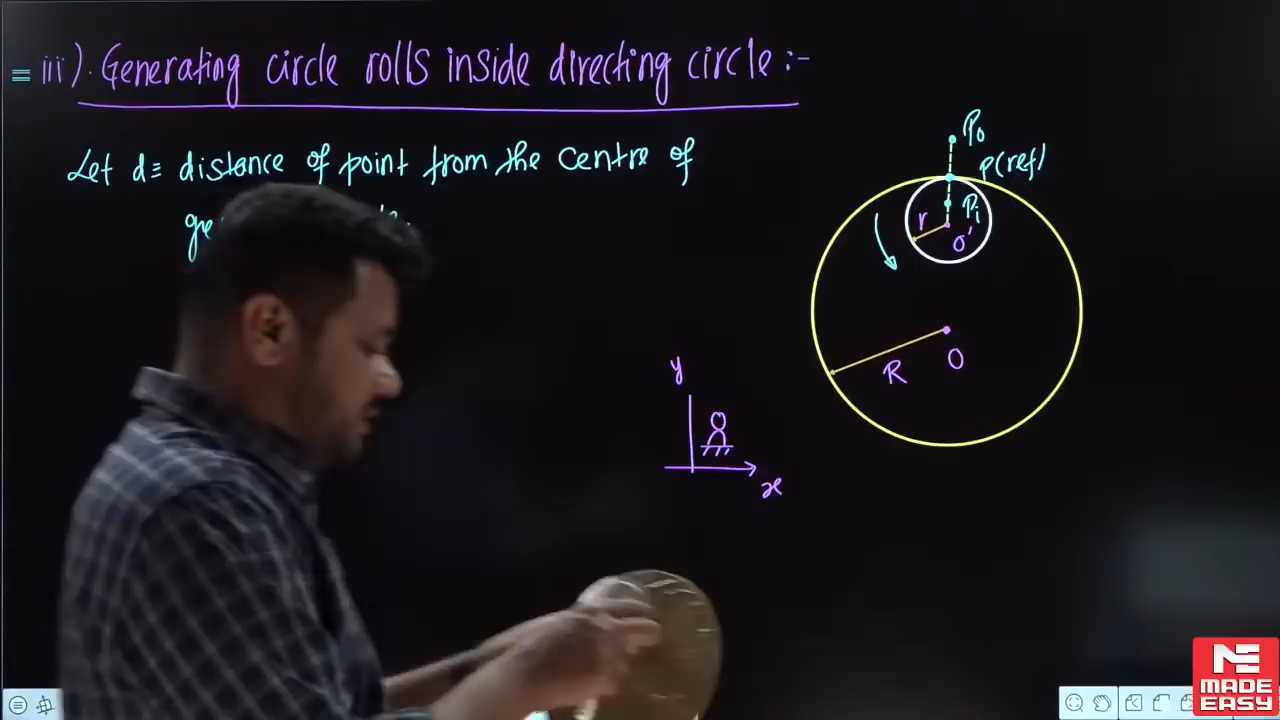 iii). Generating circle rolls inside directing circle :-
Let d ≡ distance of point from the centre of
P₀
P(ref)
Pᵢ
r
O'
R
O
y
x
MADE
EASY